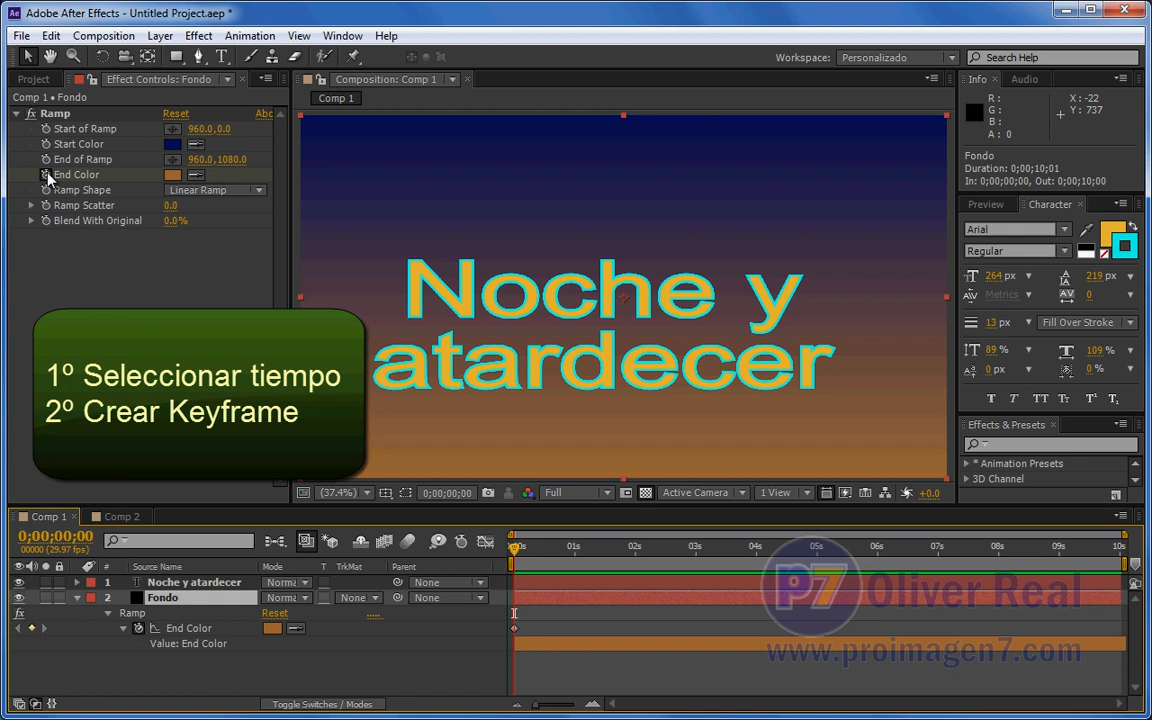 Adobe After Effects - Untitled Project.aep *
File Edit Composition Layer Effect Animation View Window Help
Workspace: Personalizado Search Help
Project Effect Controls: Fondo
Comp 1 • Fondo
Ramp Reset Abo
Start of Ramp 960.0,0.0
Start Color
End of Ramp 960.0,1080.0
End Color
Ramp Shape Linear Ramp
Ramp Scatter 0.0
Blend With Original 0.0%
1º Seleccionar tiempo
2º Crear Keyframe
Composition: Comp 1
Comp 1
Noche y
atardecer
(37.4%) 0;00;00;00 Full Active Camera 1 View +0.0
Info Audio
R: X: -22
G: Y: 737
B:
A: 0
Fondo
Duration: 0;00;10;01
In: 0;00;00;00, Out: 0;00;10;00
Preview Character
Arial
Regular
264 px 219 px
Metrics 0
13 px Fill Over Stroke
89 % 109 %
0 px 0 %
T T TT Tt T¹ T₁
Effects & Presets
* Animation Presets
3D Channel
Comp 1 Comp 2
0;00;00;00
00000 (29.97 fps)
Source Name Mode T TrkMat Parent
1 T Noche y atardecer Norma None
2 Fondo Norma None None
Ramp Reset
End Color
Value: End Color
Toggle Switches / Modes
00s 01s 02s 03s 04s 05s 06s 07s 08s 09s 10s
P7 Oliver Real
www.proimagen7.com